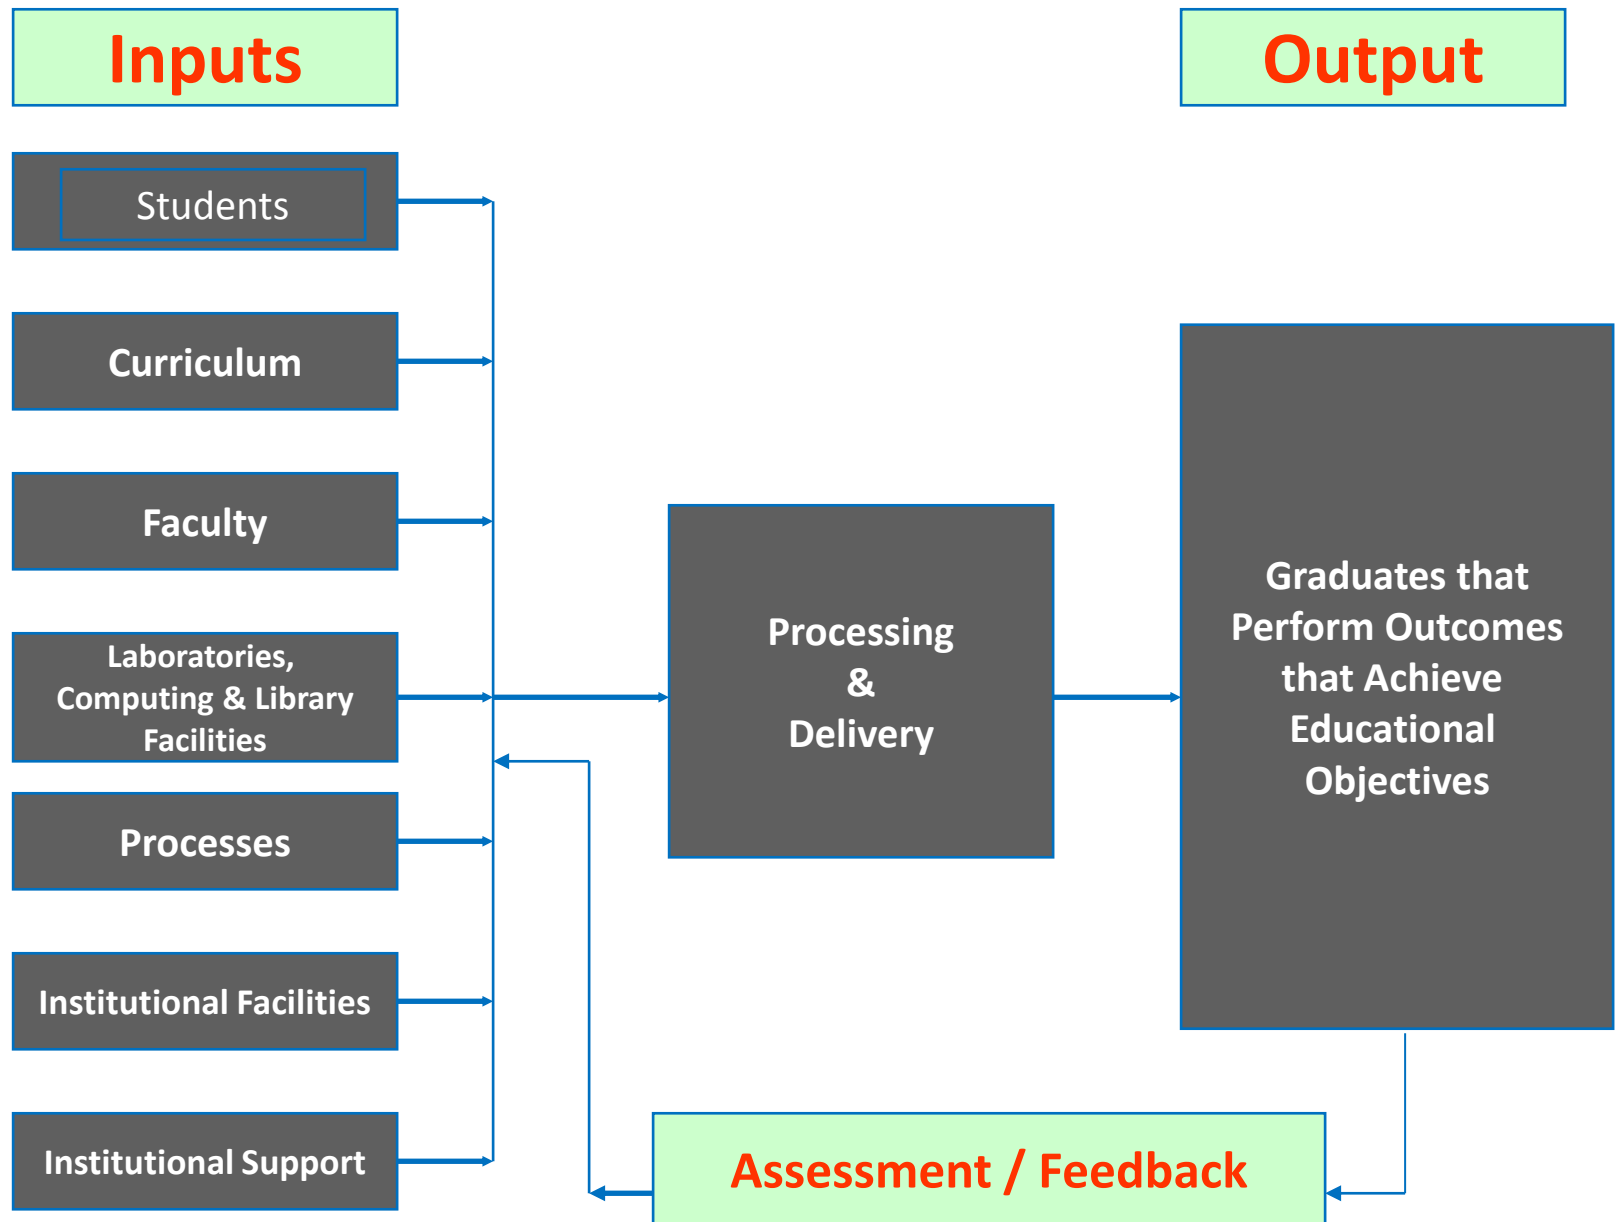 Inputs
Output
Students
Curriculum
Faculty
Laboratories,
Computing & Library
Facilities
Processes
Institutional Facilities
Institutional Support
Processing
&
Delivery
Graduates that
Perform Outcomes
that Achieve
Educational
Objectives
Assessment / Feedback